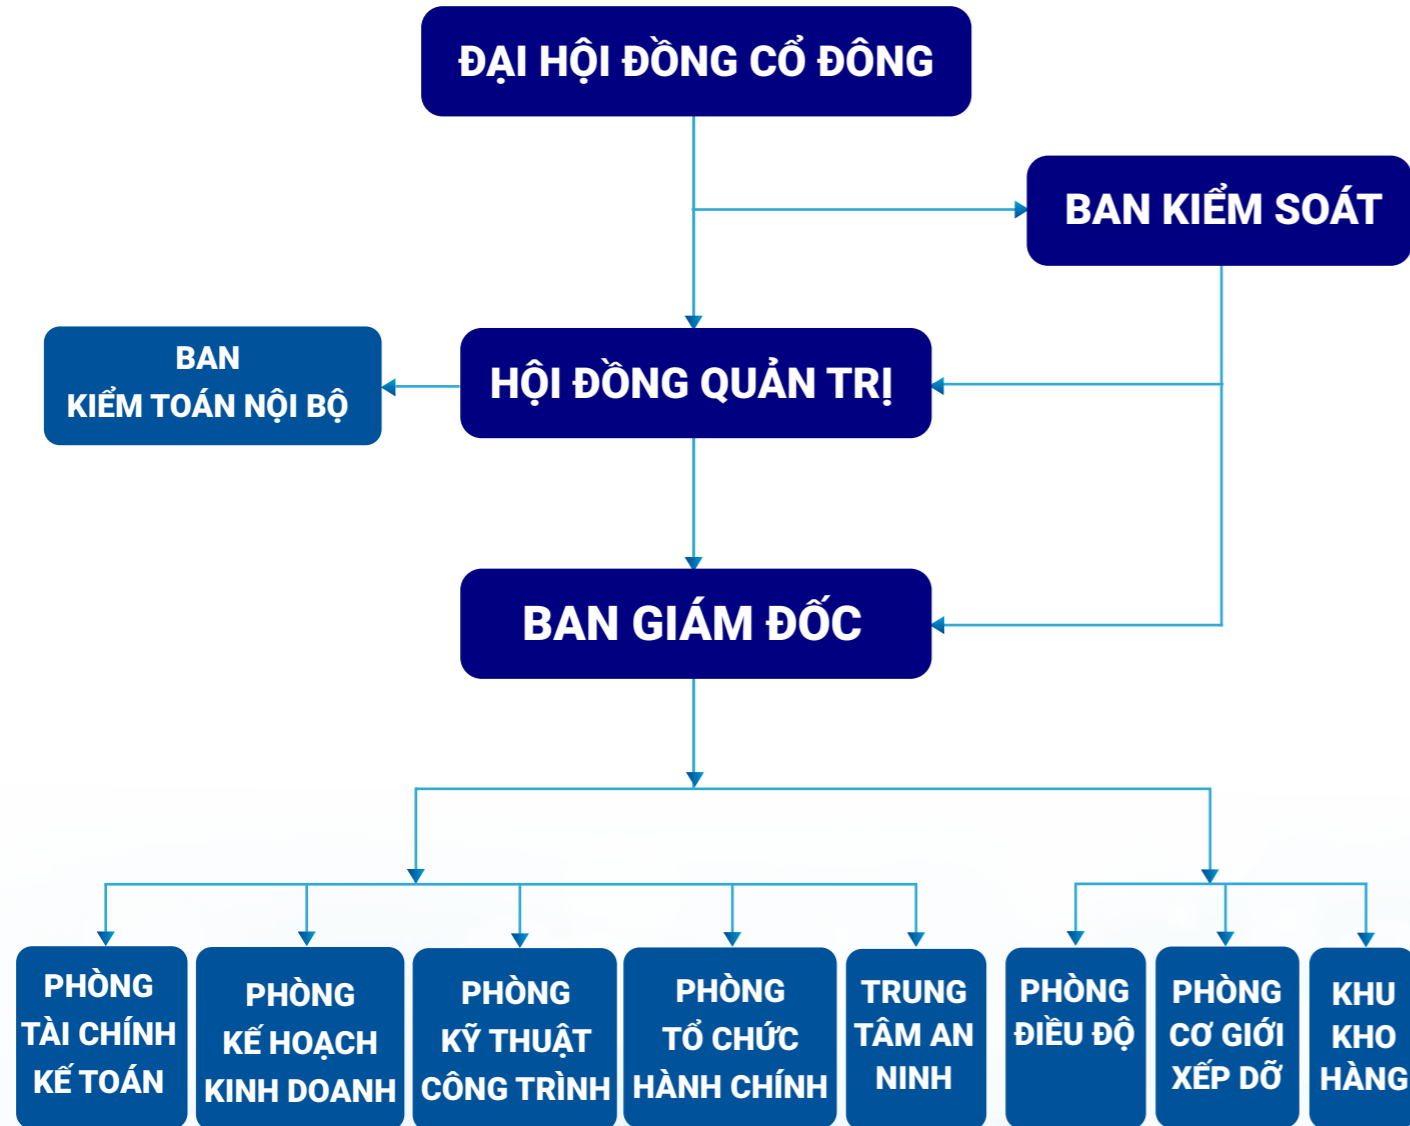 ĐẠI HỘI ĐỒNG CỔ ĐÔNG
BAN KIỂM SOÁT
BAN
KIỂM TOÁN NỘI BỘ
HỘI ĐỒNG QUẢN TRỊ
BAN GIÁM ĐỐC
PHÒNG
TÀI CHÍNH
KẾ TOÁN
PHÒNG
KẾ HOẠCH
KINH DOANH
PHÒNG
KỸ THUẬT
CÔNG TRÌNH
PHÒNG
TỔ CHỨC
HÀNH CHÍNH
TRUNG
TÂM AN
NINH
PHÒNG
ĐIỀU ĐỘ
PHÒNG
CƠ GIỚI
XẾP DỠ
KHU
KHO
HÀNG